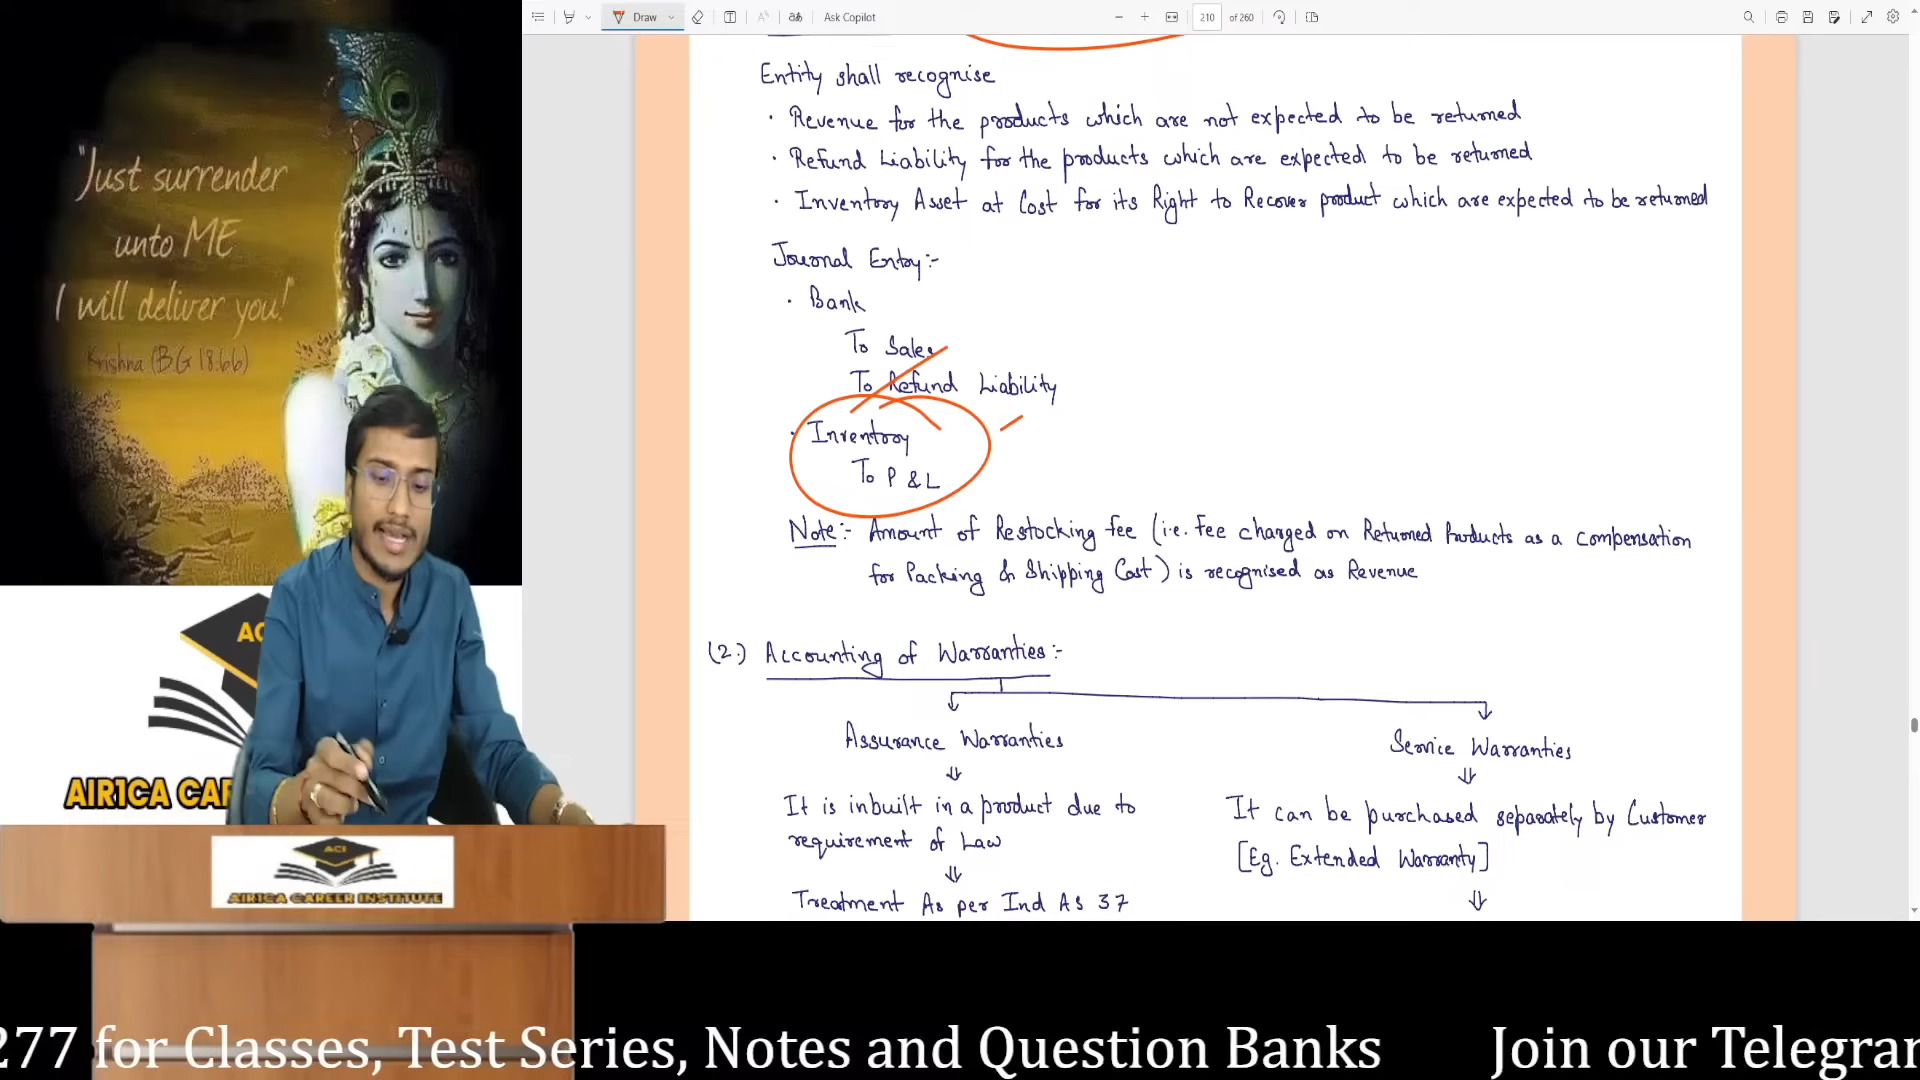 Draw
Ask Copilot
210 of 260
"Just surrender
unto ME
I will deliver you!"
Krishna (B.G 18.66)
Entity shall recognise
· Revenue for the products which are not expected to be returned
· Refund Liability for the products which are expected to be returned
· Inventory Asset at Cost for its Right to Recover product which are expected to be returned
Journal Entry:-
· Bank
To Sales
To Refund Liability
· Inventory
To P & L
Note:- Amount of Restocking fee (i.e. Fee charged on Returned Products as a compensation
for Packing & Shipping Cost) is recognised as Revenue
(2.) Accounting of Warranties:-
Assurance Warranties
Service Warranties
It is inbuilt in a product due to
requirement of Law
It can be purchased separately by Customer
[Eg. Extended Warranty]
Treatment As per Ind AS 37
AC
AIR1CA CAR
ACI
AIR1CA CAREER INSTITUTE
277 for Classes, Test Series, Notes and Question Banks Join our Telegra